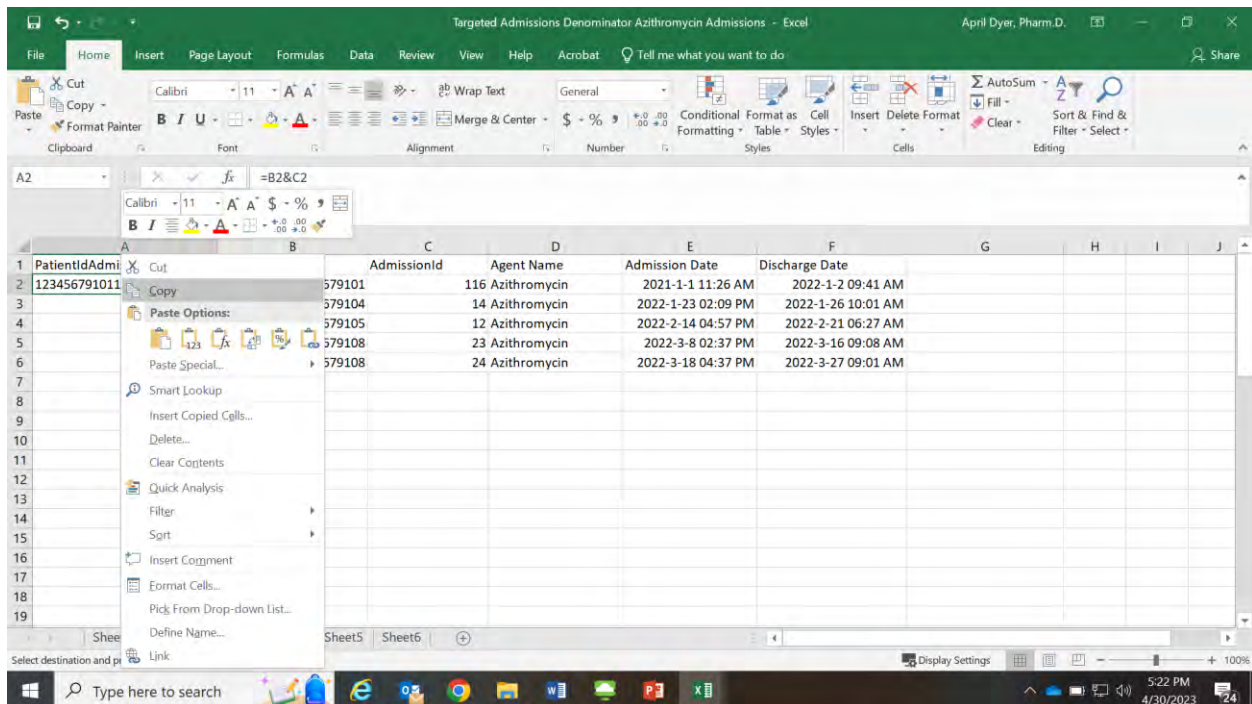 Targeted Admissions Denominator Azithromycin Admissions - Excel
April Dyer, Pharm.D.
File Home Insert Page Layout Formulas Data Review View Help Acrobat Tell me what you want to do Share
Paste
Cut
Copy
Format Painter
Clipboard
Calibri 11
B I U
Font
Wrap Text
Merge & Center
Alignment
General
$ - % ,
Number
Conditional Formatting
Format as Table
Cell Styles
Styles
Insert Delete Format
Cells
AutoSum
Fill
Clear
Sort & Filter
Find & Select
Editing
A2 fx =B2&C2
Calibri 11 A A $ - % ,
B I A
A B C D E F G H I J
1 PatientIdAdmi AdmissionId Agent Name Admission Date Discharge Date
2 12345679101 579101 116 Azithromycin 2021-1-1 11:26 AM 2022-1-2 09:41 AM
3 579104 14 Azithromycin 2022-1-23 02:09 PM 2022-1-26 10:01 AM
4 579105 12 Azithromycin 2022-2-14 04:57 PM 2022-2-21 06:27 AM
5 579108 23 Azithromycin 2022-3-8 02:37 PM 2022-3-16 09:08 AM
6 579108 24 Azithromycin 2022-3-18 04:37 PM 2022-3-27 09:01 AM
7
8
9
10
11
12
13
14
15
16
17
18
19
Cut
Copy
Paste Options:
Paste Special...
Smart Lookup
Insert Copied Cells...
Delete...
Clear Contents
Quick Analysis
Filter
Sort
Insert Comment
Format Cells...
Pick From Drop-down List...
Define Name...
Link
Shee Sheet5 Sheet6
Select destination and p Display Settings 100%
Type here to search
5:22 PM
4/30/2023
24